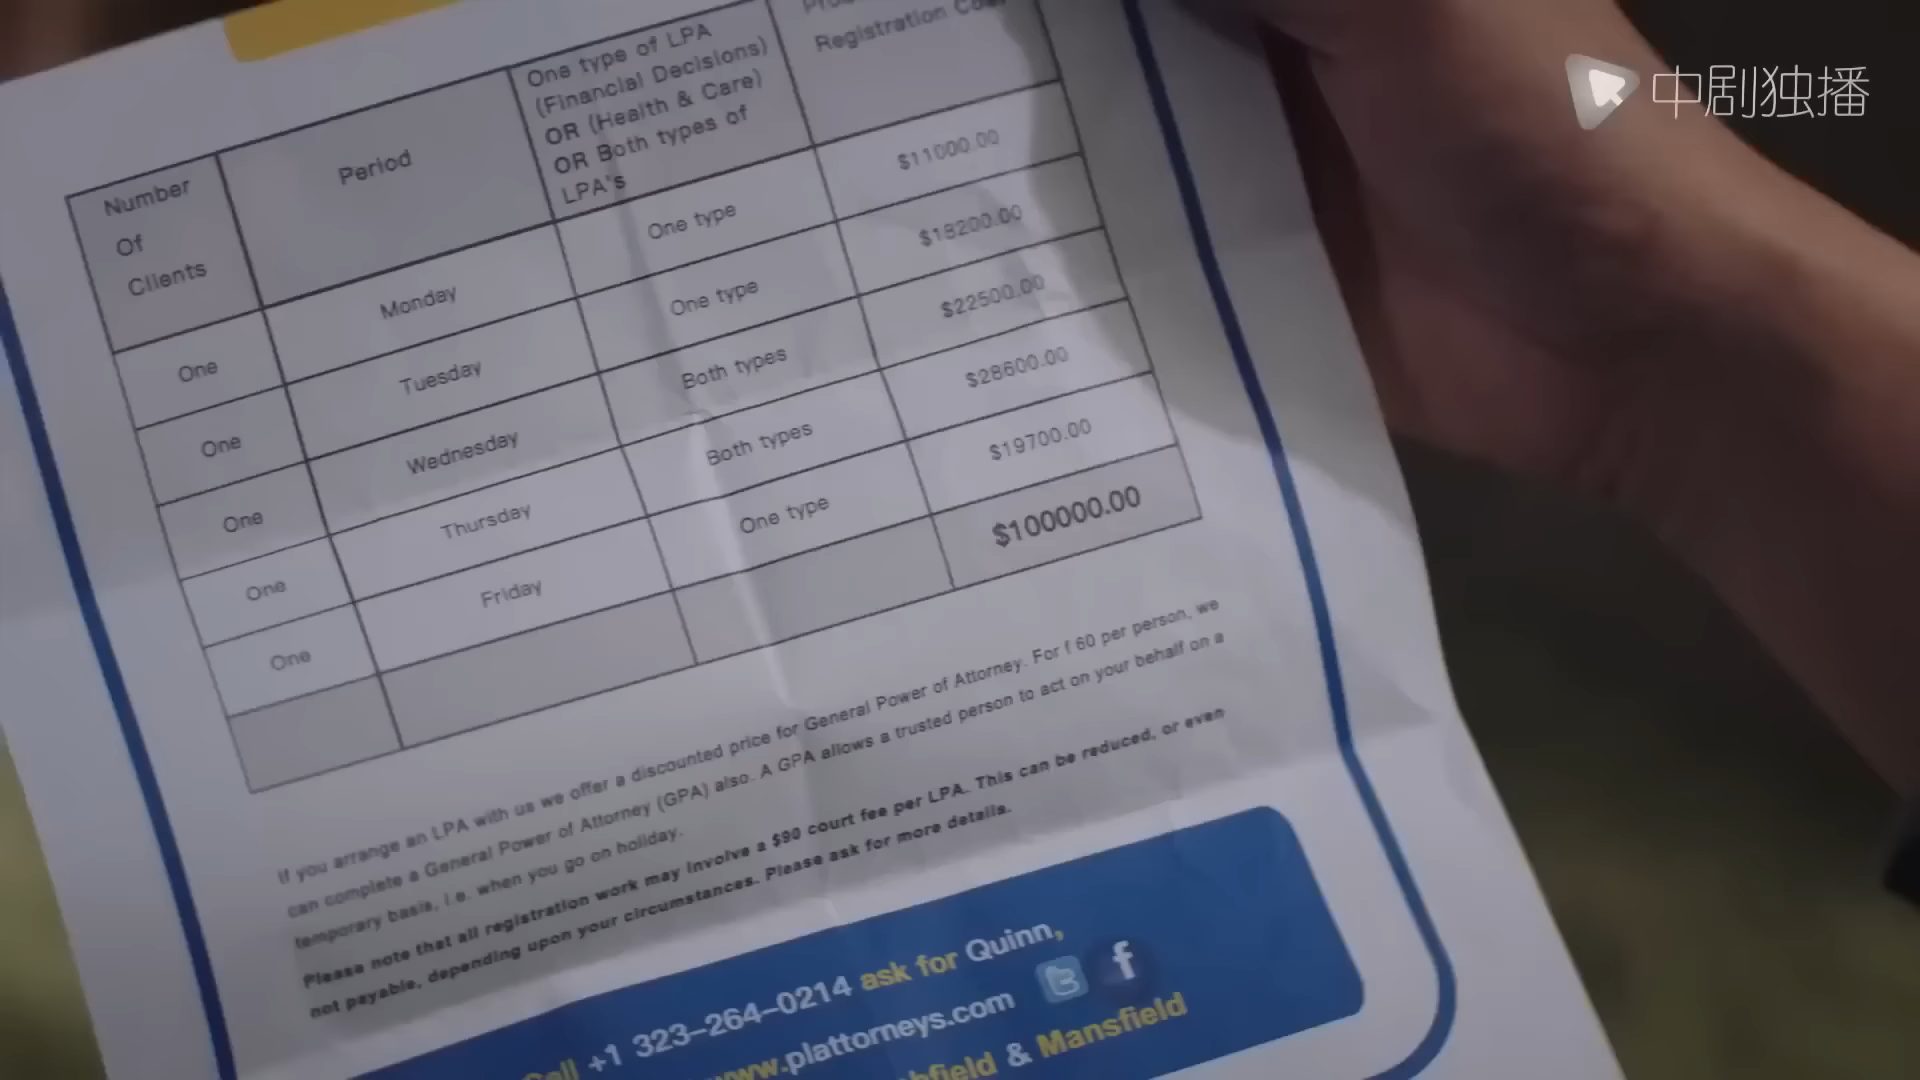 中剧独播
Number Of Clients
Period
One type of LPA (Financial Decisions) OR (Health & Care) OR Both types of LPA's
Registration
One Monday One type $11000.00
One Tuesday One type $18200.00
One Wednesday Both types $22500.00
One Thursday Both types $28600.00
One Friday One type $19700.00
$100000.00
If you arrange an LPA with us we offer a discounted price for General Power of Attorney. For f 60 per person, we
can complete a General Power of Attorney (GPA) also. A GPA allows a trusted person to act on your behalf on a
temporary basis, i.e. when you go on holiday.
Please note that all registration work may involve a $90 court fee per LPA. This can be reduced, or even
not payable, depending upon your circumstances. Please ask for more details.
Call +1 323-264-0214 ask for Quinn,
www.plattorneys.com
& Mansfield